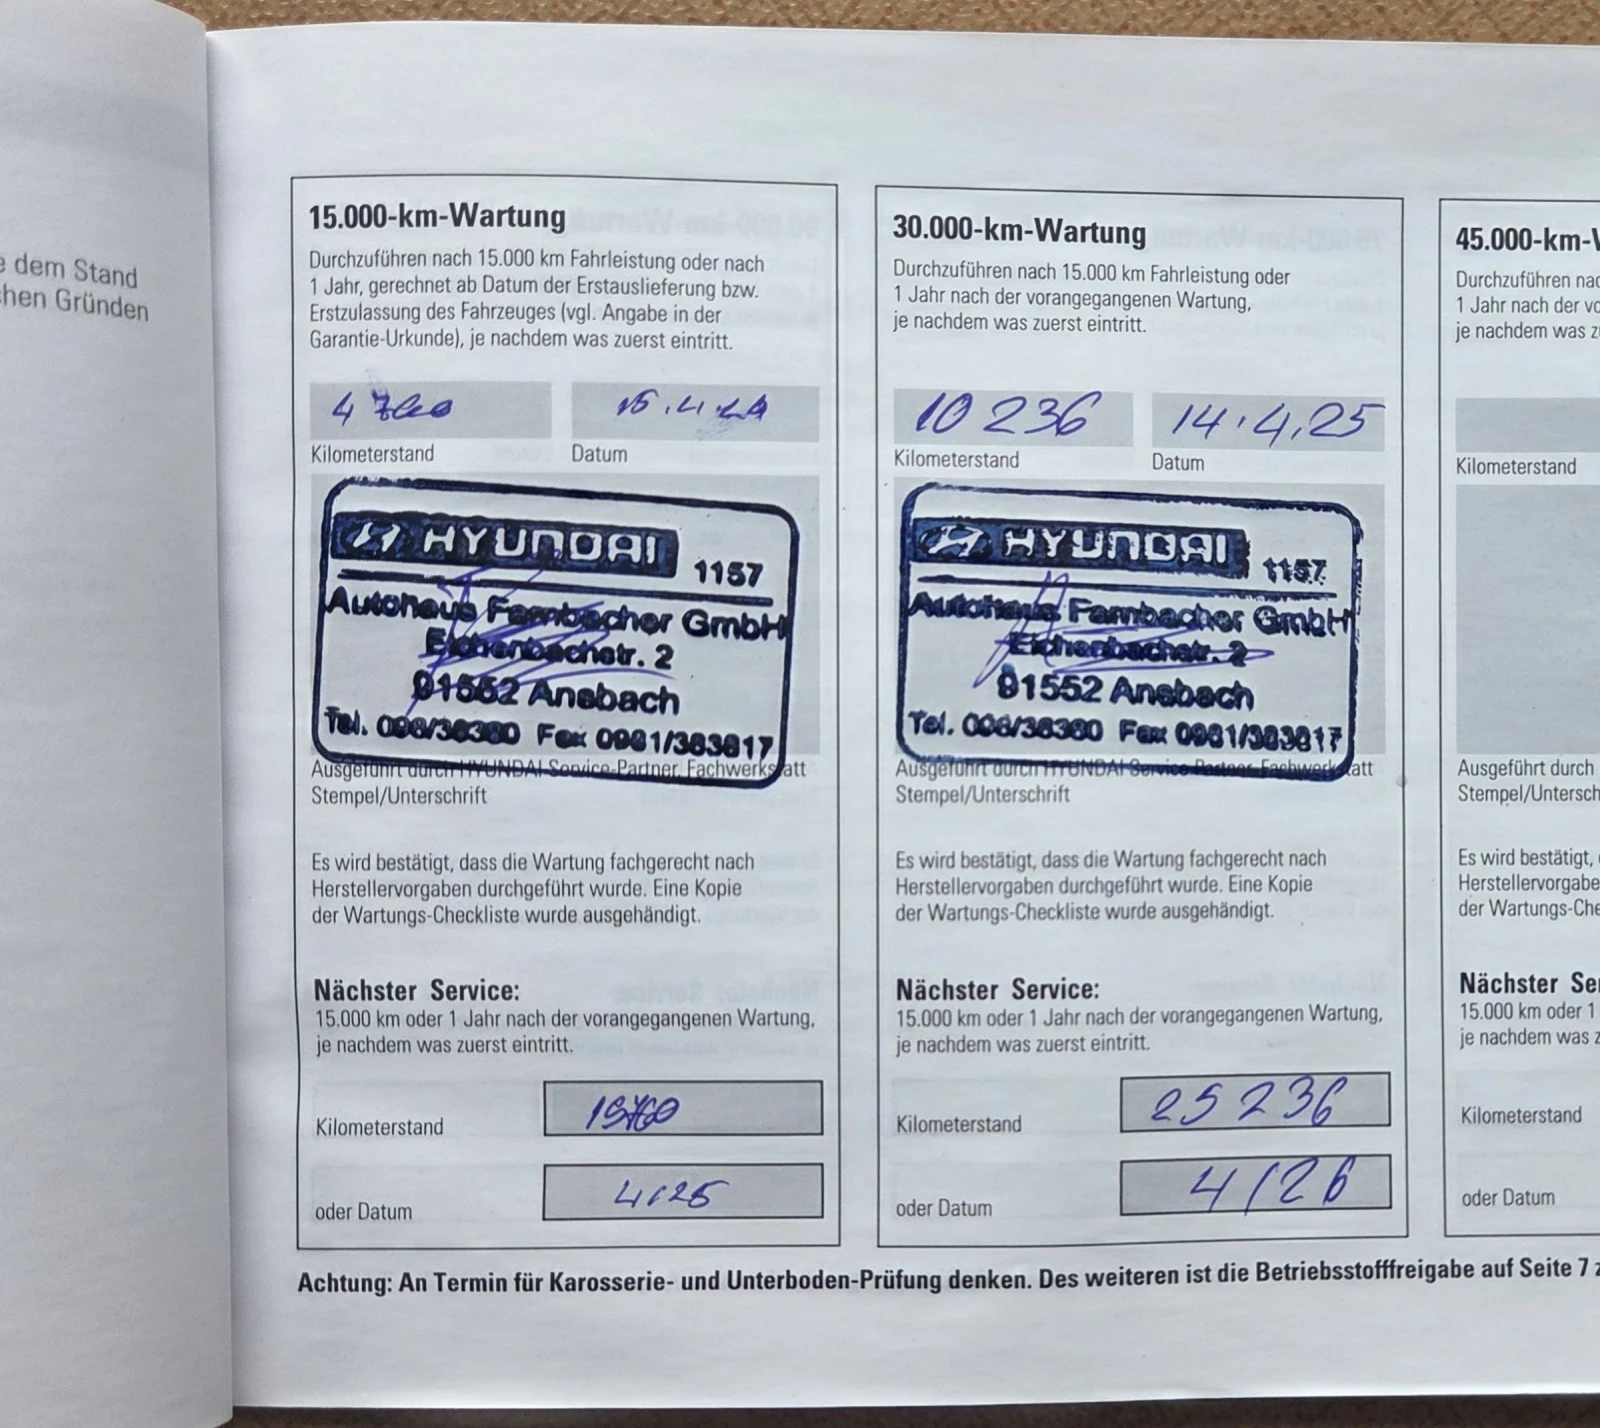 e dem Stand
chen Gründen
15.000-km-Wartung
Durchzuführen nach 15.000 km Fahrleistung oder nach
1 Jahr, gerechnet ab Datum der Erstauslieferung bzw.
Erstzulassung des Fahrzeuges (vgl. Angabe in der
Garantie-Urkunde), je nachdem was zuerst eintritt.
Kilometerstand
Datum
HYUNDAI
1157
Autohaus Farnbacher GmbH
Eichenbachstr. 2
91552 Ansbach
Tel. Fax 0981/383817
Ausgeführt durch HYUNDAI Service-Partner, Fachwerkstatt
Stempel/Unterschrift
Es wird bestätigt, dass die Wartung fachgerecht nach
Herstellervorgaben durchgeführt wurde. Eine Kopie
der Wartungs-Checkliste wurde ausgehändigt.
Nächster Service:
15.000 km oder 1 Jahr nach der vorangegangenen Wartung,
je nachdem was zuerst eintritt.
Kilometerstand
oder Datum 4/25
30.000-km-Wartung
Durchzuführen nach 15.000 km Fahrleistung oder
1 Jahr nach der vorangegangenen Wartung,
je nachdem was zuerst eintritt.
10 236
14.4.25
Kilometerstand
Datum
HYUNDAI
1157
Autohaus Farnbacher GmbH
Eichenbachstr. 2
91552 Ansbach
Tel. Fax 0981/383817
Ausgeführt durch HYUNDAI Service-Partner, Fachwerkstatt
Stempel/Unterschrift
Es wird bestätigt, dass die Wartung fachgerecht nach
Herstellervorgaben durchgeführt wurde. Eine Kopie
der Wartungs-Checkliste wurde ausgehändigt.
Nächster Service:
15.000 km oder 1 Jahr nach der vorangegangenen Wartung,
je nachdem was zuerst eintritt.
Kilometerstand 25 236
oder Datum 4/26
45.000-km-W
Durchzuführen nac
1 Jahr nach der vo
je nachdem was z
Kilometerstand
Ausgeführt durch
Stempel/Untersch
Es wird bestätigt,
Herstellervorgabe
der Wartungs-Che
Nächster Se
15.000 km oder 1
je nachdem was z
Kilometerstand
oder Datum
Achtung: An Termin für Karosserie- und Unterboden-Prüfung denken. Des weiteren ist die Betriebsstofffreigabe auf Seite 7 z